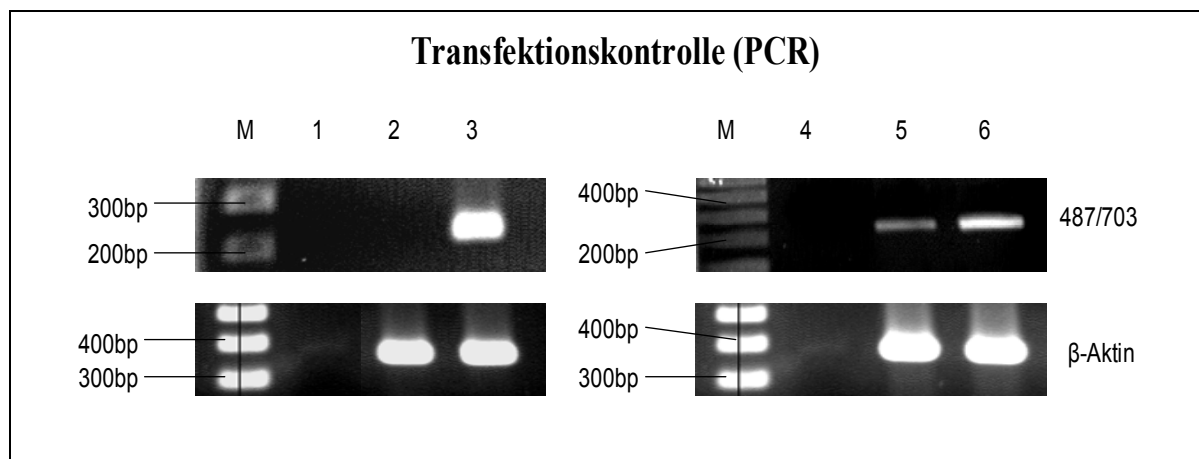 Transfektionskontrolle (PCR)
M 1 2 3 M 4 5 6
300bp 400bp 487/703
200bp 200bp
400bp 400bp β-Aktin
300bp 300bp